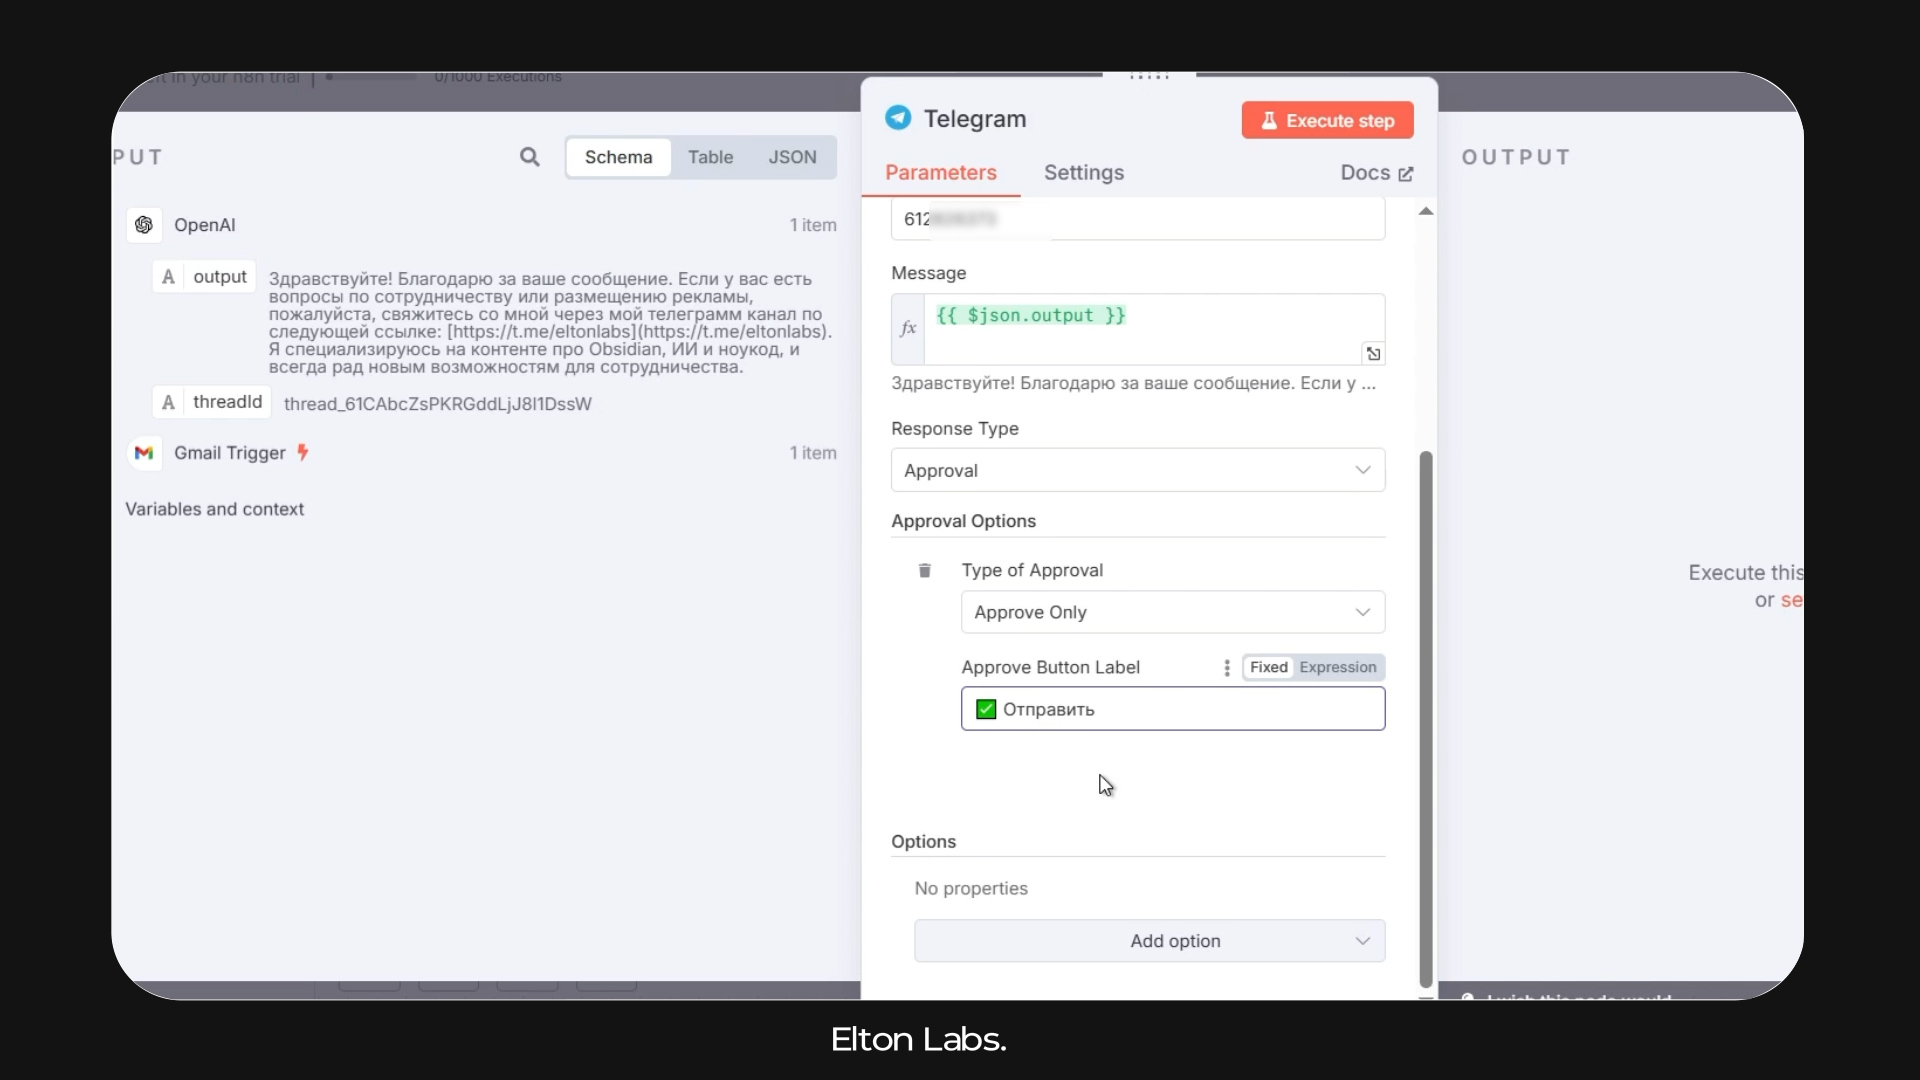 t in your n8n trial
0/1000 Executions
PUT
Schema
Table
JSON
OpenAI
1 item
A output
Здравствуйте! Благодарю за ваше сообщение. Если у вас есть
вопросы по сотрудничеству или размещению рекламы,
пожалуйста, свяжитесь со мной через мой телеграмм канал по
следующей ссылке: [https://t.me/eltonlabs](https://t.me/eltonlabs).
Я специализируюсь на контенте про Obsidian, ИИ и ноукод, и
всегда рад новым возможностям для сотрудничества.
A threadId
thread_61CAbcZsPKRGddLjJ8I1DssW
Gmail Trigger
1 item
Variables and context
Telegram
Execute step
Parameters
Settings
Docs
612
Message
fx
{{ $json.output }}
Здравствуйте! Благодарю за ваше сообщение. Если у ...
Response Type
Approval
Approval Options
Type of Approval
Approve Only
Approve Button Label
Fixed
Expression
✅ Отправить
Options
No properties
Add option
OUTPUT
Execute this
or se
I wish this node would
Elton Labs.